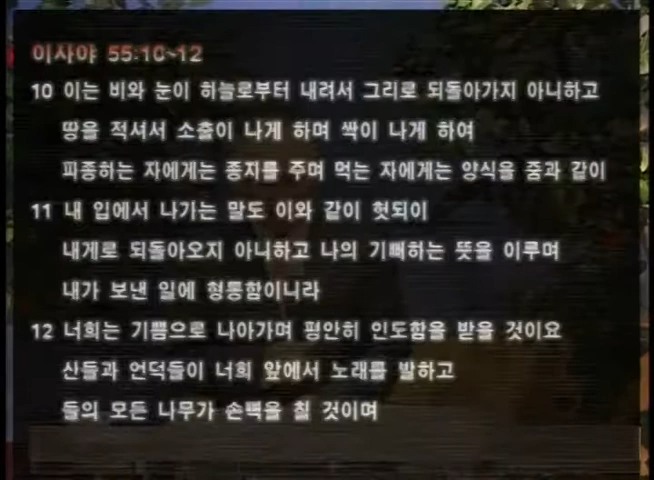 이사야 55:10~12
10 이는 비와 눈이 하늘로부터 내려서 그리로 되돌아가지 아니하고
땅을 적셔서 소출이 나게 하며 싹이 나게 하여
파종하는 자에게는 종자를 주며 먹는 자에게는 양식을 줌과 같이
11 내 입에서 나가는 말도 이와 같이 헛되이
내게로 되돌아오지 아니하고 나의 기뻐하는 뜻을 이루며
내가 보낸 일에 형통함이니라
12 너희는 기쁨으로 나아가며 평안히 인도함을 받을 것이요
산들과 언덕들이 너희 앞에서 노래를 발하고
들의 모든 나무가 손뼉을 칠 것이며